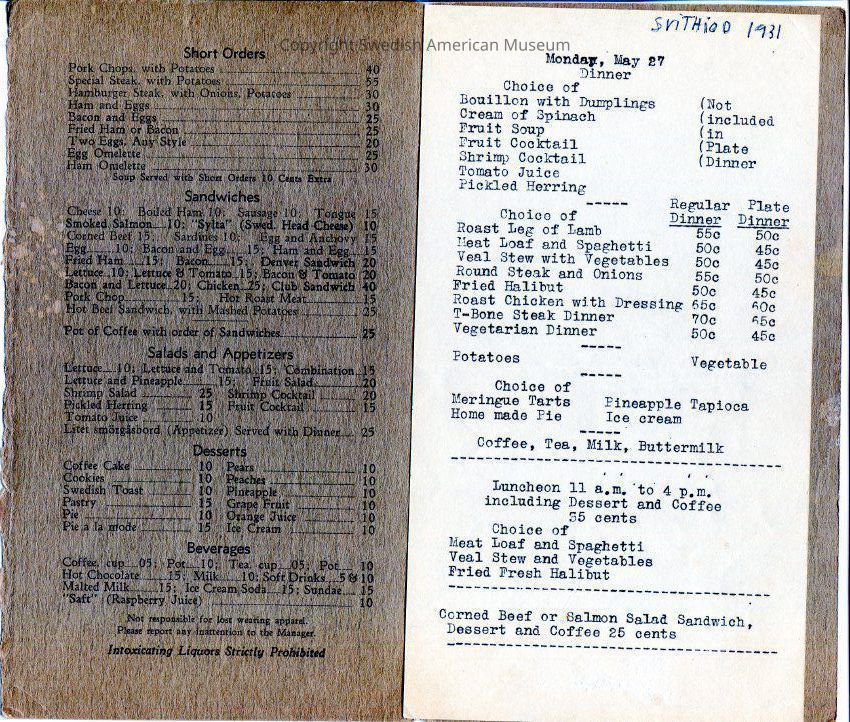 Copyright Swedish American Museum
Short Orders
Pork Chops, with Potatoes 40
Special Steak, with Potatoes 55
Hamburger Steak, with Onions, Potatoes 30
Ham and Eggs 30
Bacon and Eggs 25
Fried Ham or Bacon 25
Two Eggs, Any Style 20
Egg Omelette 25
Ham Omelette 30
Soup Served with Short Orders 10 Cents Extra
Sandwiches
Cheese 10; Boiled Ham 10; Sausage 10; Tongue 15
Smoked Salmon 10; "Sylta" (Swed. Head Cheese) 10
Corned Beef 15; Sardines 10; Egg and Anchovy 15
Egg 10; Bacon and Egg 15; Ham and Egg 15
Fried Ham 15; Bacon 15; Denver Sandwich 20
Lettuce 10; Lettuce & Tomato 15; Bacon & Tomato 20
Bacon and Lettuce 20; Chicken 25; Club Sandwich 40
Pork Chop 15; Hot Roast Meat 15
Hot Beef Sandwich, with Mashed Potatoes 25
Pot of Coffee with order of Sandwiches 25
Salads and Appetizers
Lettuce 10; Lettuce and Tomato 15; Combination 15
Lettuce and Pineapple 15; Fruit Salad 20
Shrimp Salad 25 Shrimp Cocktail 20
Pickled Herring 15 Fruit Cocktail 15
Tomato Juice 10
Litet smörgåsbord (Appetizer) Served with Dinner 25
Desserts
Coffee Cake 10 Pears 10
Cookies 10 Peaches 10
Swedish Toast 10 Pineapple 10
Pastry 15 Grape Fruit 10
Pie 10 Orange Juice 10
Pie a la mode 15 Ice Cream 10
Beverages
Coffee, cup 05; Pot 10; Tea, cup 05; Pot 10
Hot Chocolate 15; Milk 10; Soft Drinks 5 & 10
Malted Milk 15; Ice Cream Soda 15; Sundae 15
"Saft" (Raspberry Juice) 10
Not responsible for lost wearing apparel.
Please report any inattention to the Manager.
Intoxicating Liquors Strictly Prohibited
SVITHIOD 1931
Monday, May 27
Dinner
Choice of
Bouillon with Dumplings (Not
Cream of Spinach (included
Fruit Soup (in
Fruit Cocktail (Plate
Shrimp Cocktail (Dinner
Tomato Juice
Pickled Herring
-----
Regular Plate
Choice of Dinner Dinner
Roast Leg of Lamb 55c 50c
Meat Loaf and Spaghetti 50c 45c
Veal Stew with Vegetables 50c 45c
Round Steak and Onions 55c 50c
Fried Halibut 50c 45c
Roast Chicken with Dressing 65c 60c
T-Bone Steak Dinner 70c 65c
Vegetarian Dinner 50c 45c
-----
Potatoes Vegetable
-----
Choice of
Meringue Tarts Pineapple Tapioca
Home made Pie Ice cream
-----
Coffee, Tea, Milk, Buttermilk
Luncheon 11 a.m. to 4 p.m.
including Dessert and Coffee
35 cents
Choice of
Meat Loaf and Spaghetti
Veal Stew and Vegetables
Fried Fresh Halibut
Corned Beef or Salmon Salad Sandwich,
Dessert and Coffee 25 cents